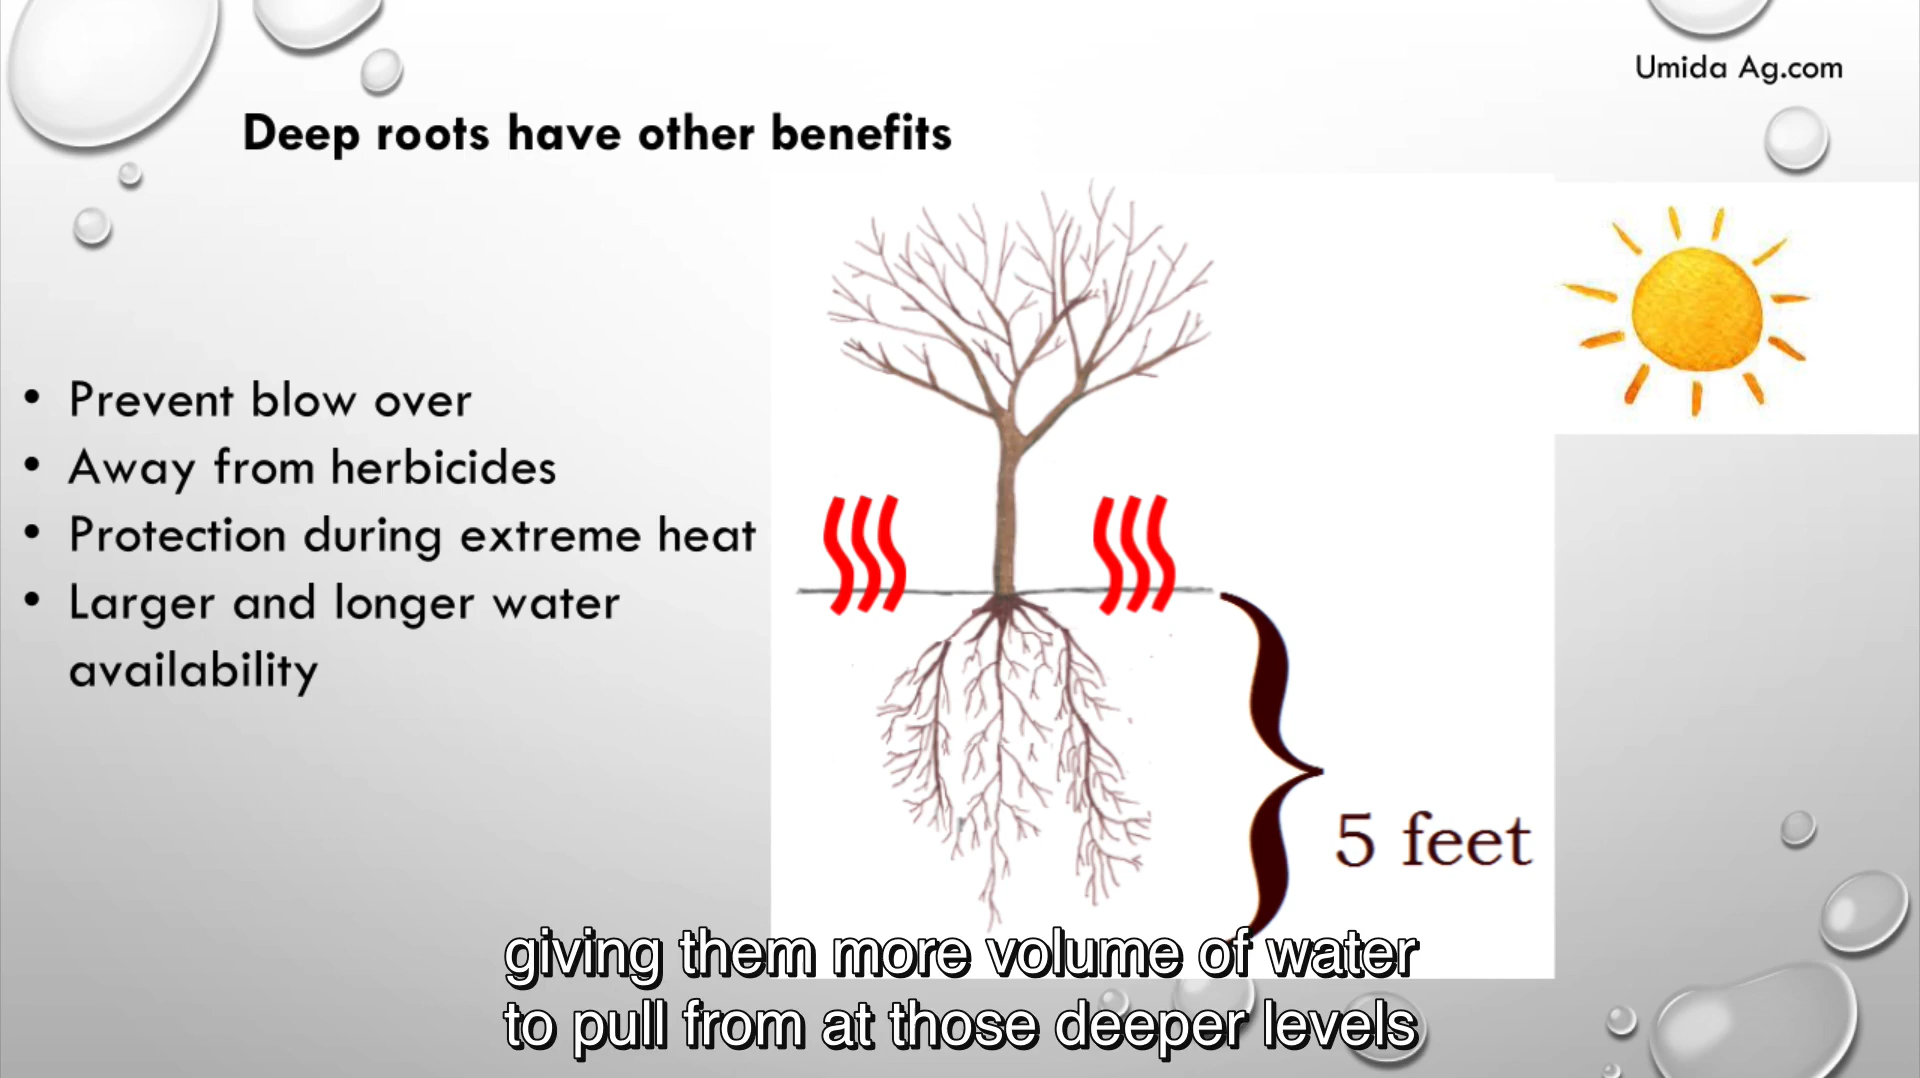 Umida Ag.com
Deep roots have other benefits
• Prevent blow over
• Away from herbicides
• Protection during extreme heat
• Larger and longer water
availability
5 feet
giving them more volume of water
to pull from at those deeper levels